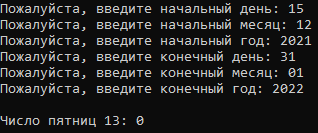 Пожалуйста, введите начальный день: 15
Пожалуйста, введите начальный месяц: 12
Пожалуйста, введите начальный год: 2021
Пожалуйста, введите конечный день: 31
Пожалуйста, введите конечный месяц: 01
Пожалуйста, введите конечный год: 2022
Число пятниц 13: 0